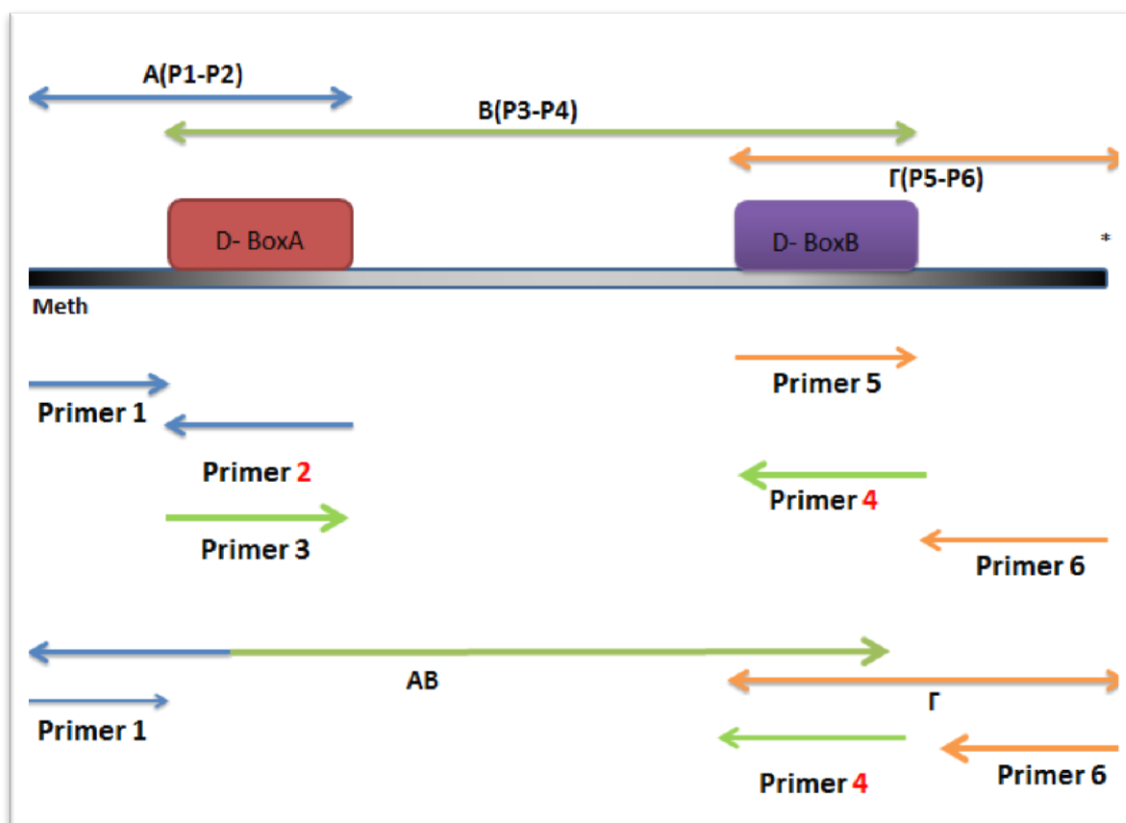 A(P1-P2)
B(P3-P4)
Γ(P5-P6)
D- BoxA
D- BoxB
*
Meth
Primer 1
Primer 5
Primer 2
Primer 4
Primer 3
Primer 6
AB
Γ
Primer 1
Primer 4
Primer 6